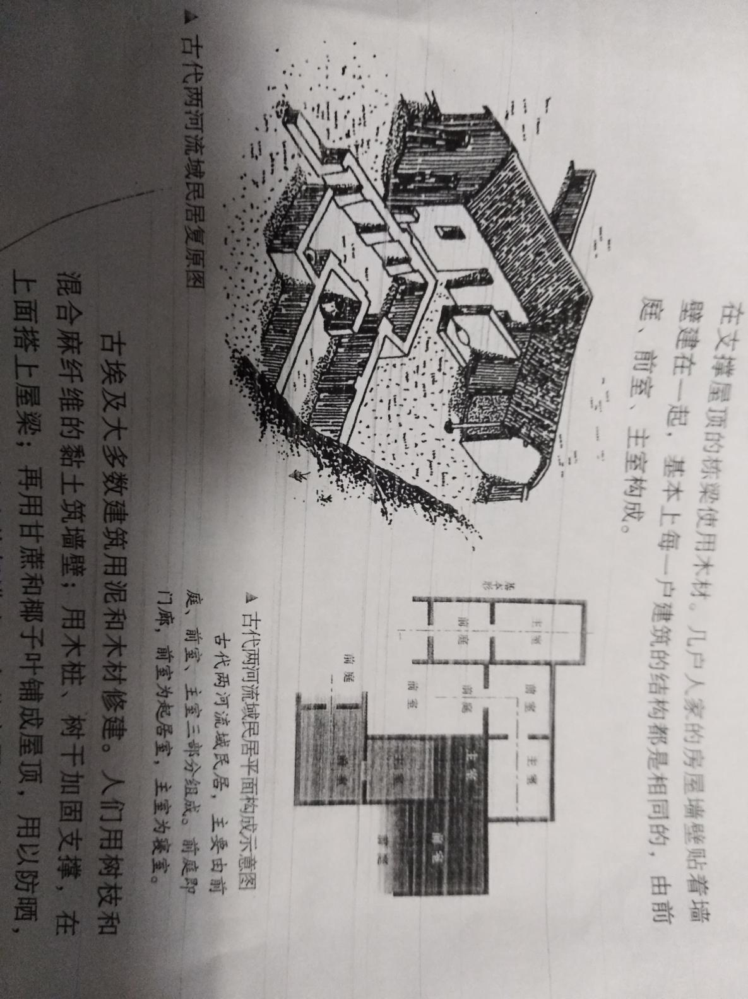 在支撑屋顶的栋梁使用木材。几户人家的房屋墙壁贴着墙
壁建在一起，基本上每一户建筑的结构都是相同的，由前
庭、前室、主室构成。
▲ 古代两河流域民居复原图
基本形
主室
前庭
前室
主室
前庭
前室
主室
主室
前室
前庭
前室
▲ 古代两河流域民居平面构成示意图
古代两河流域民居，主要由前
庭、前室、主室三部分组成。前庭即
门廊，前室为起居室，主室为寝室。
古埃及大多数建筑用泥和木材修建。人们用树枝和
混合麻纤维的黏土筑墙壁；用木桩、树干加固支撑，在
上面搭上屋梁；再用甘蔗和椰子叶铺成屋顶，用以防晒，